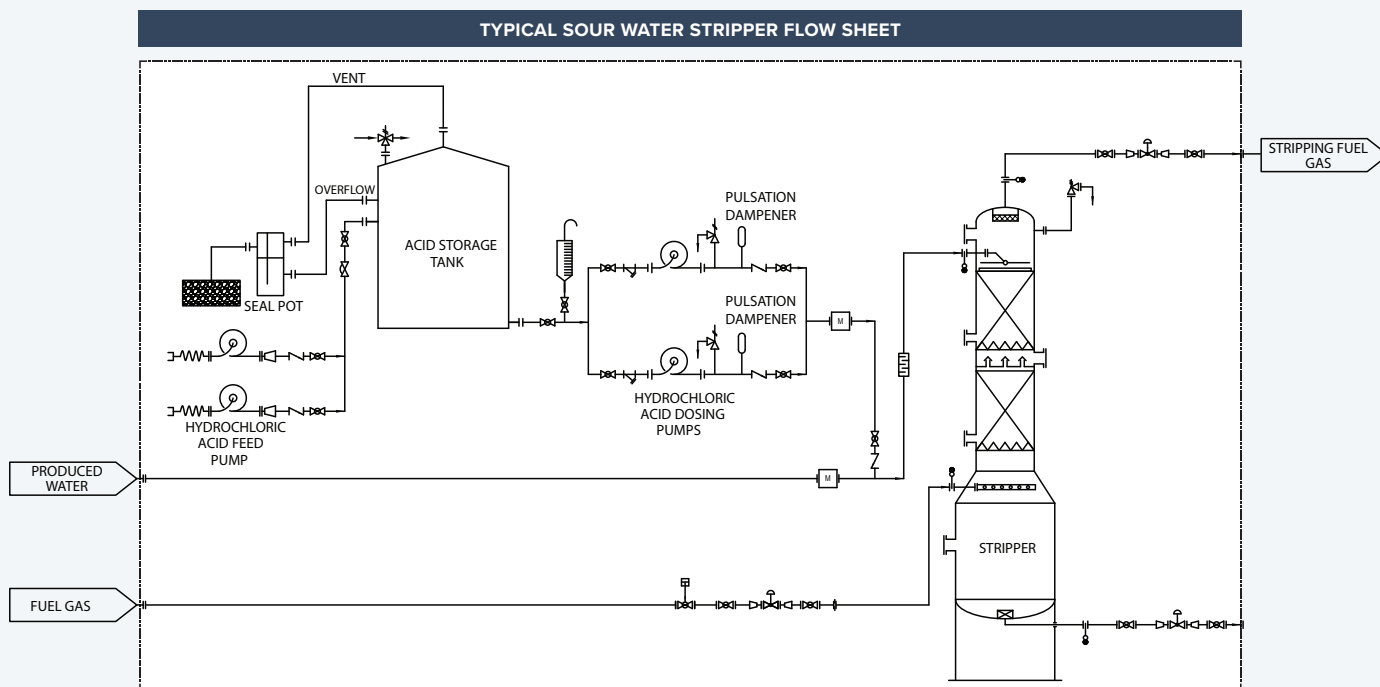 TYPICAL SOUR WATER STRIPPER FLOW SHEET
VENT
STRIPPING FUEL
GAS
OVERFLOW
PULSATION
DAMPENER
ACID STORAGE
TANK
SEAL POT
PULSATION
DAMPENER
M
HYDROCHLORIC
ACID DOSING
PUMPS
HYDROCHLORIC
ACID FEED
PUMP
PRODUCED
WATER
M
STRIPPER
FUEL GAS